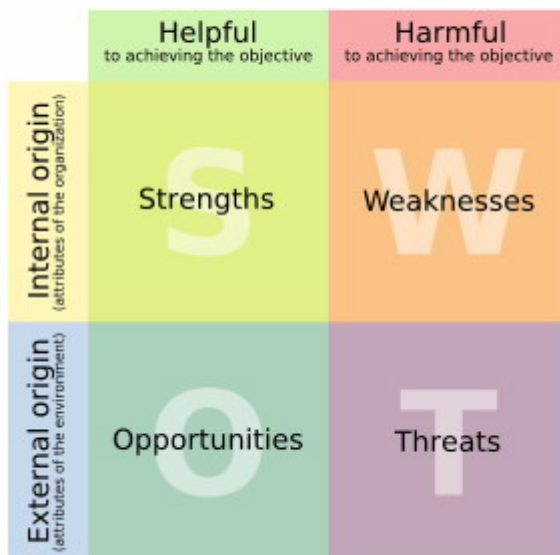 Helpful
to achieving the objective
Harmful
to achieving the objective
Internal origin
(attributes of the organization)
S
Strengths
W
Weaknesses
External origin
(attributes of the environment)
O
Opportunities
T
Threats